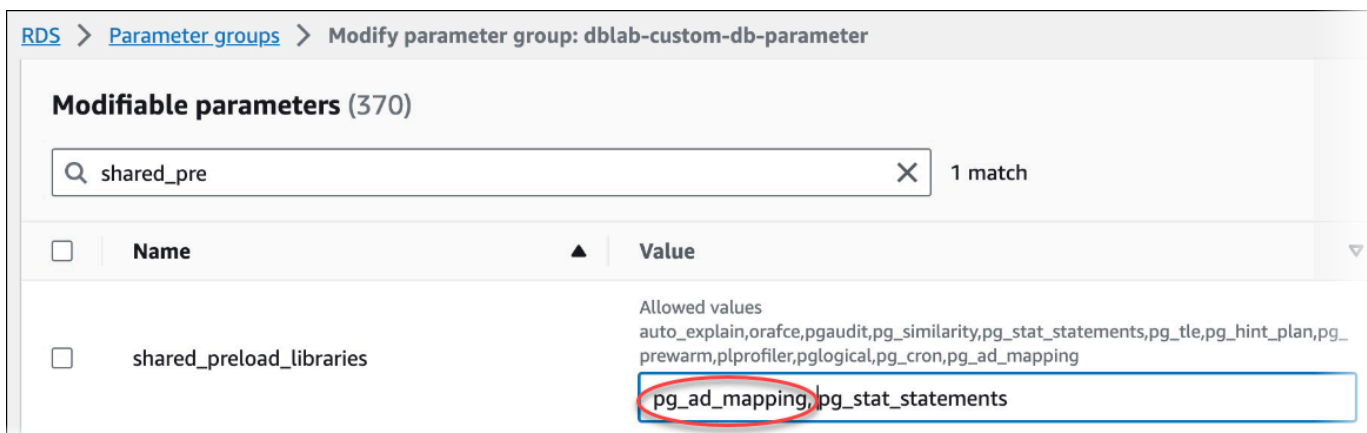 RDS > Parameter groups > Modify parameter group: dblab-custom-db-parameter
Modifiable parameters (370)
shared_pre 1 match
Name Value
Allowed values
auto_explain,orafce,pgaudit,pg_similarity,pg_stat_statements,pg_tle,pg_hint_plan,pg_
shared_preload_libraries prewarm,plprofiler,pglogical,pg_cron,pg_ad_mapping
pg_ad_mapping, pg_stat_statements